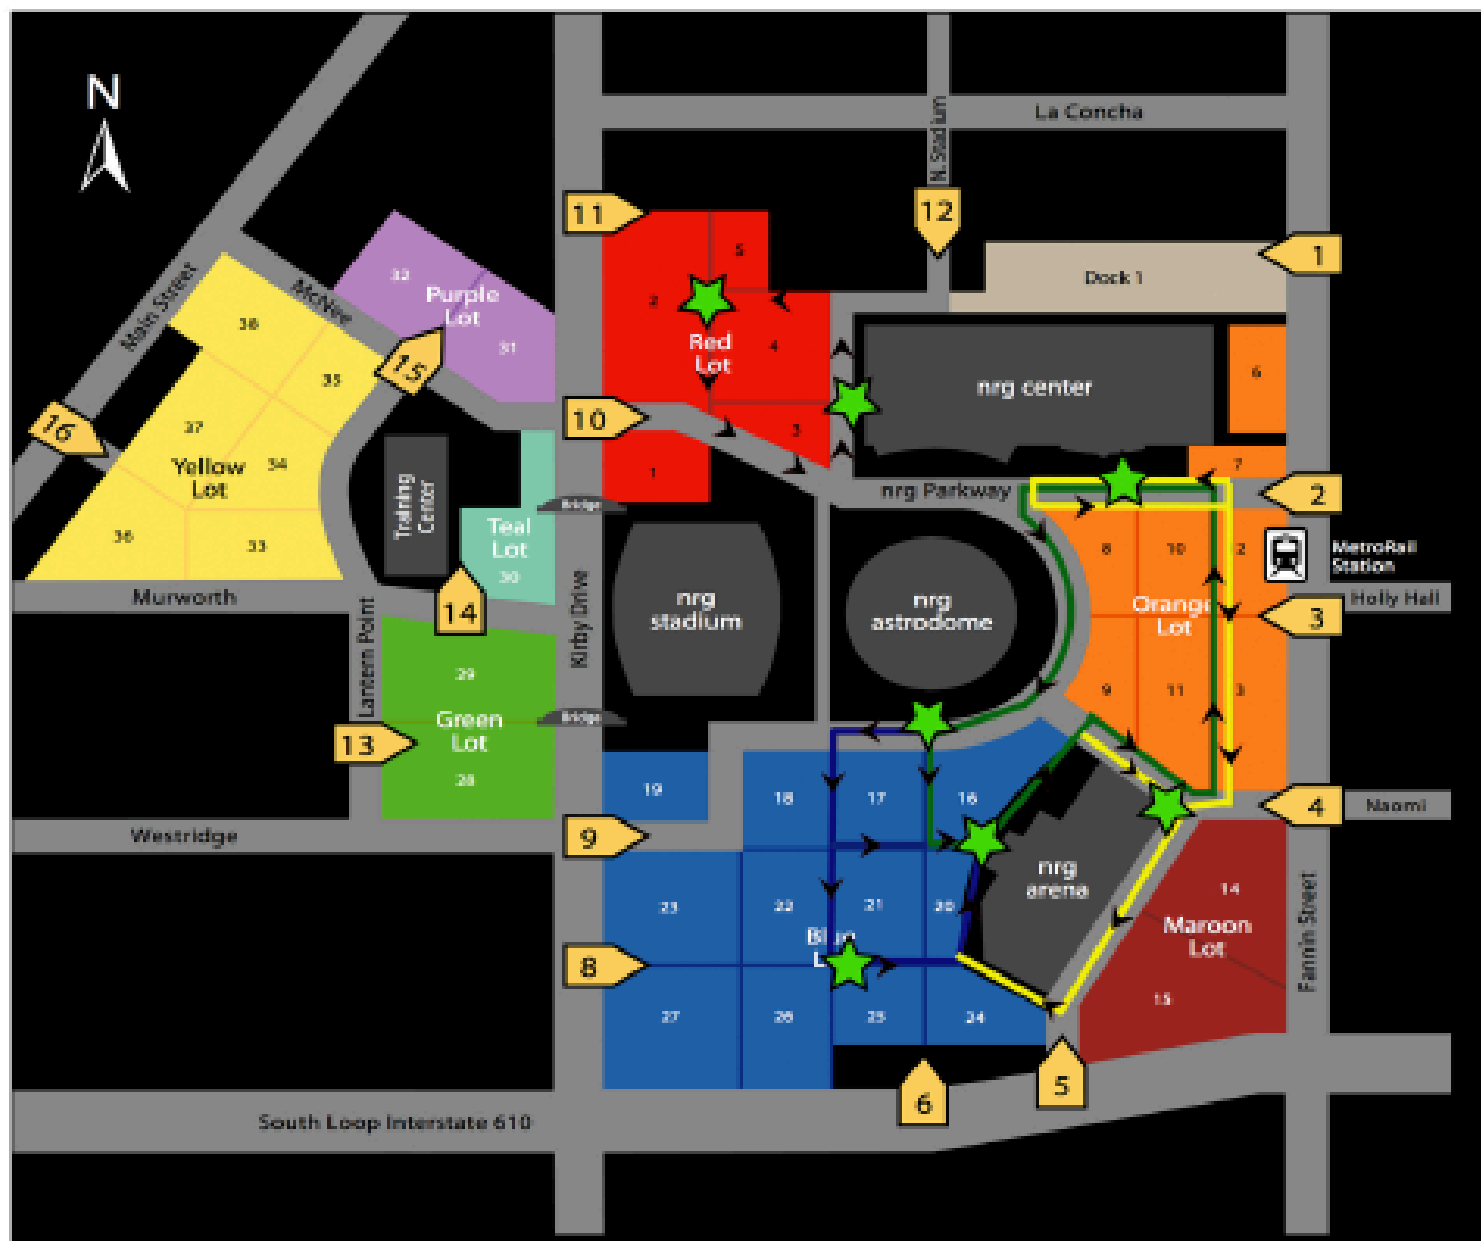 N
La Concha
N. Stadium
11
12
1
Dock 1
5
2
32
Purple
Lot
31
McNee
Main Street
38
35
15
Red
Lot
4
nrg center
6
10
3
1
16
37
34
Yellow
Lot
36
33
Training
Center
Teal
Lot
30
Bridge
nrg Parkway
7
2
8
10
2
MetroRail
Station
Holly Hall
3
Orange
Lot
9
11
3
Murworth
14
Kirby Drive
nrg
stadium
nrg
astrodome
Lantern Point
29
Green
Lot
28
13
Bridge
19
18
17
16
4
Naomi
Westridge
9
nrg
arena
23
22
21
20
14
Maroon
Lot
15
Fannin Street
8
27
26
25
24
6
5
South Loop Interstate 610